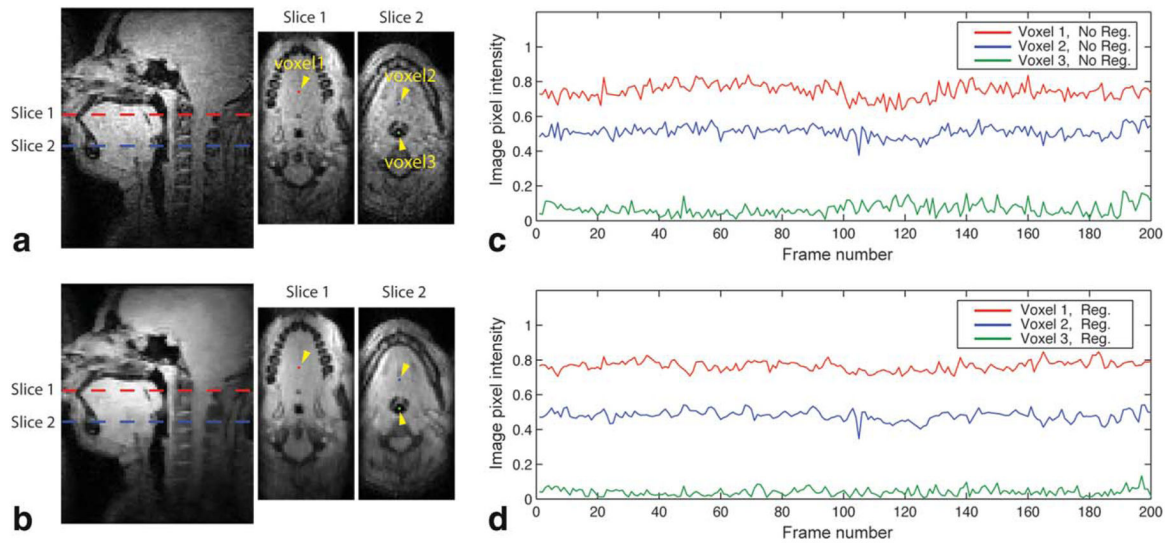 Slice 1 Slice 2
voxel1
voxel2
voxel3
Slice 1
Slice 2
a
Image pixel intensity
1
0.8
0.6
0.4
0.2
0
1 20 40 60 80 100 120 140 160 180 200
Frame number
Voxel 1, No Reg.
Voxel 2, No Reg.
Voxel 3, No Reg.
c
Slice 1 Slice 2
Slice 1
Slice 2
b
Image pixel intensity
1
0.8
0.6
0.4
0.2
0
1 20 40 60 80 100 120 140 160 180 200
Frame number
Voxel 1, Reg.
Voxel 2, Reg.
Voxel 3, Reg.
d